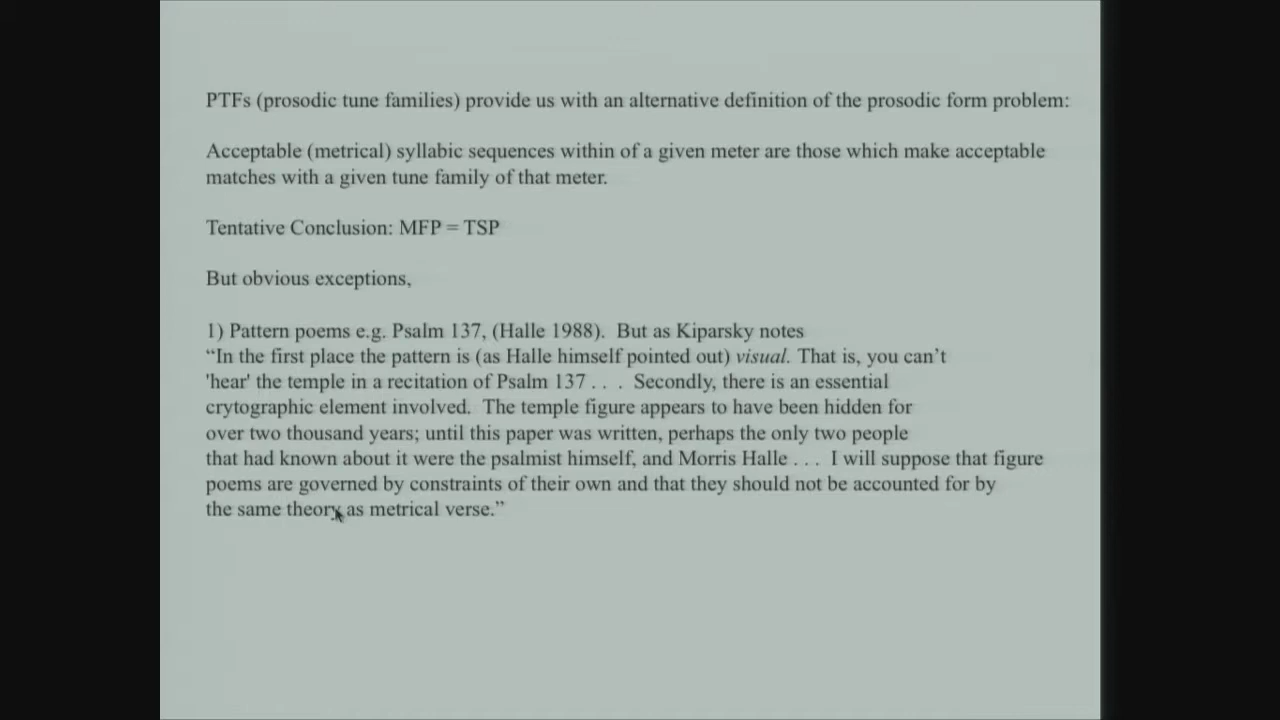 PTFs (prosodic tune families) provide us with an alternative definition of the prosodic form problem:
Acceptable (metrical) syllabic sequences within of a given meter are those which make acceptable
matches with a given tune family of that meter.
Tentative Conclusion: MFP = TSP
But obvious exceptions,
1) Pattern poems e.g. Psalm 137, (Halle 1988).  But as Kiparsky notes
“In the first place the pattern is (as Halle himself pointed out) visual. That is, you can’t
'hear' the temple in a recitation of Psalm 137 . . .  Secondly, there is an essential
crytographic element involved.  The temple figure appears to have been hidden for
over two thousand years; until this paper was written, perhaps the only two people
that had known about it were the psalmist himself, and Morris Halle . . .  I will suppose that figure
poems are governed by constraints of their own and that they should not be accounted for by
the same theory as metrical verse.”